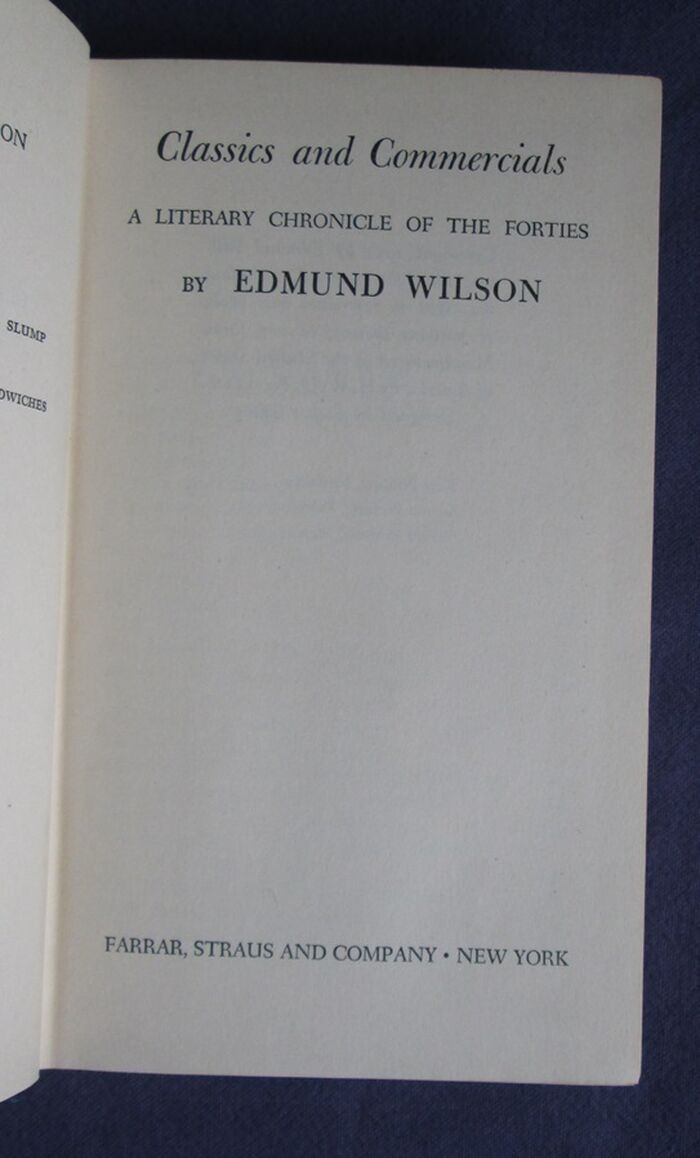 ON
SLUMP
DWICHES
Classics and Commercials
A LITERARY CHRONICLE OF THE FORTIES
BY EDMUND WILSON
FARRAR, STRAUS AND COMPANY • NEW YORK